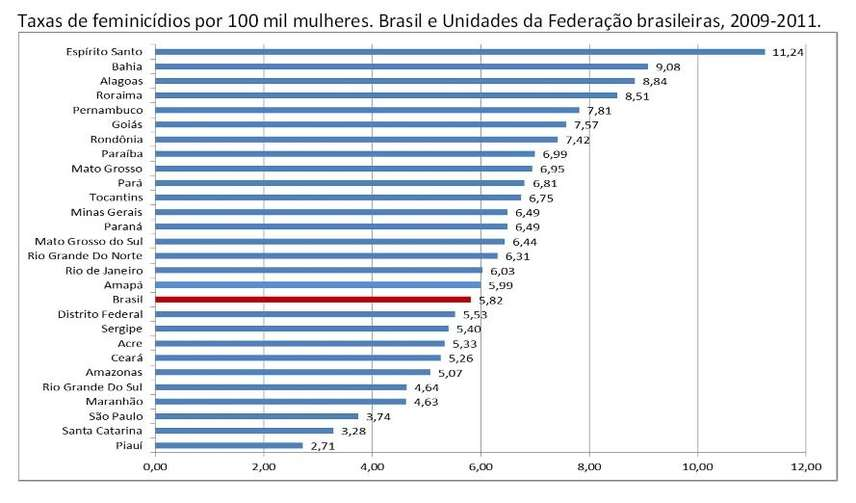 Taxas de feminicídios por 100 mil mulheres. Brasil e Unidades da Federação brasileiras, 2009-2011.
Espírito Santo 11,24
Bahia 9,08
Alagoas 8,84
Roraima 8,51
Pernambuco 7,81
Goiás 7,57
Rondônia 7,42
Paraíba 6,99
Mato Grosso 6,95
Pará 6,81
Tocantins 6,75
Minas Gerais 6,49
Paraná 6,49
Mato Grosso do Sul 6,44
Rio Grande Do Norte 6,31
Rio de Janeiro 6,03
Amapá 5,99
Brasil 5,82
Distrito Federal 5,53
Sergipe 5,40
Acre 5,33
Ceará 5,26
Amazonas 5,07
Rio Grande Do Sul 4,64
Maranhão 4,63
São Paulo 3,74
Santa Catarina 3,28
Piauí 2,71
0,00 2,00 4,00 6,00 8,00 10,00 12,00